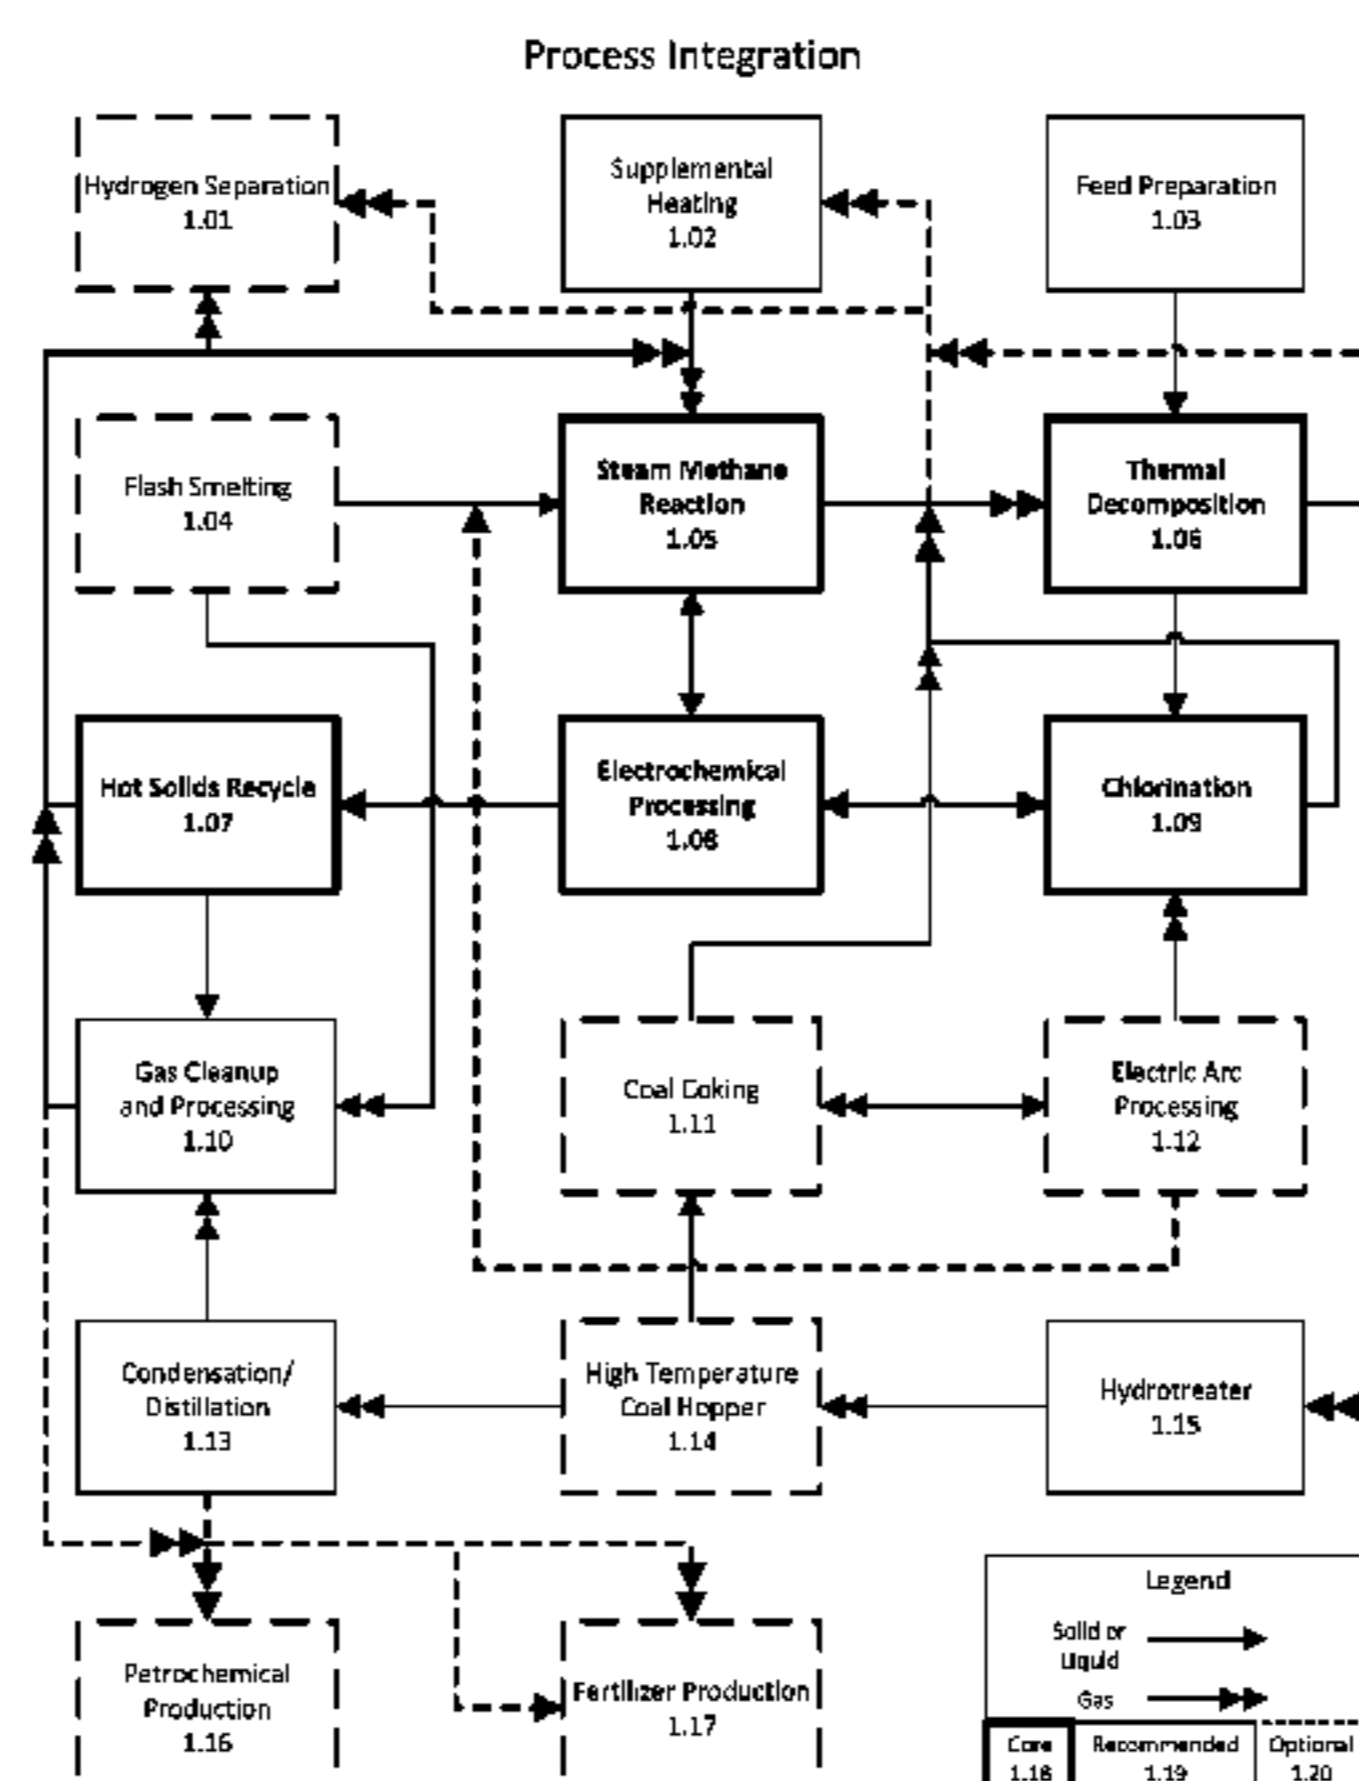 Process Integration
Hydrogen Separation
1.01
Supplemental
Heating
1.02
Feed Preparation
1.03
Flash Smelting
1.04
Steam Methane
Reaction
1.05
Thermal
Decomposition
1.06
Hot Solids Recycle
1.07
Electrochemical
Processing
1.08
Chlorination
1.09
Gas Cleanup
and Processing
1.10
Coal Coking
1.11
Electric Arc
Processing
1.12
Condensation/
Distillation
1.13
High Temperature
Coal Hopper
1.14
Hydrotreater
1.15
Petrochemical
Production
1.16
Fertilizer Production
1.17
Legend
Solid or
Liquid
Gas
Core
1.18
Recommended
1.19
Optional
1.20